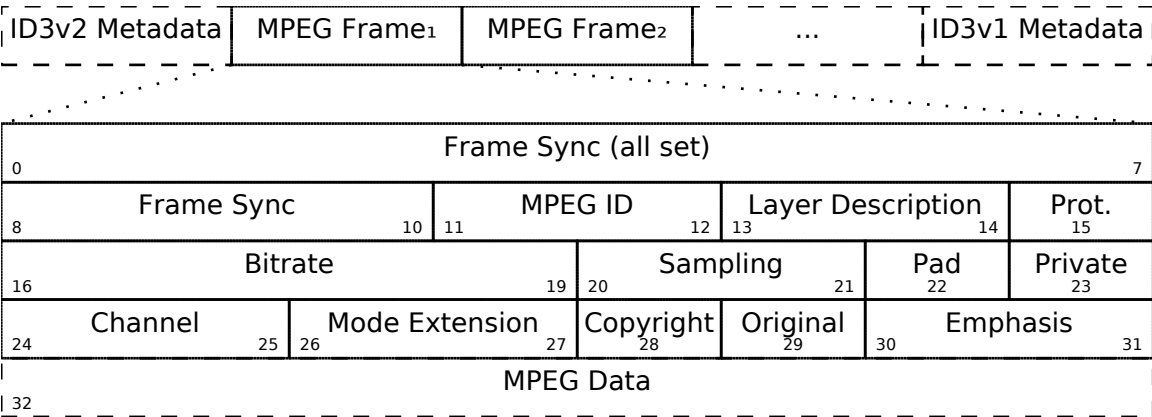 ID3v2 Metadata MPEG Frame₁ MPEG Frame₂ ... ID3v1 Metadata
Frame Sync (all set)
0 7
Frame Sync MPEG ID Layer Description Prot.
8 10 11 12 13 14 15
Bitrate Sampling Pad Private
16 19 20 21 22 23
Channel Mode Extension Copyright Original Emphasis
24 25 26 27 28 29 30 31
MPEG Data
32